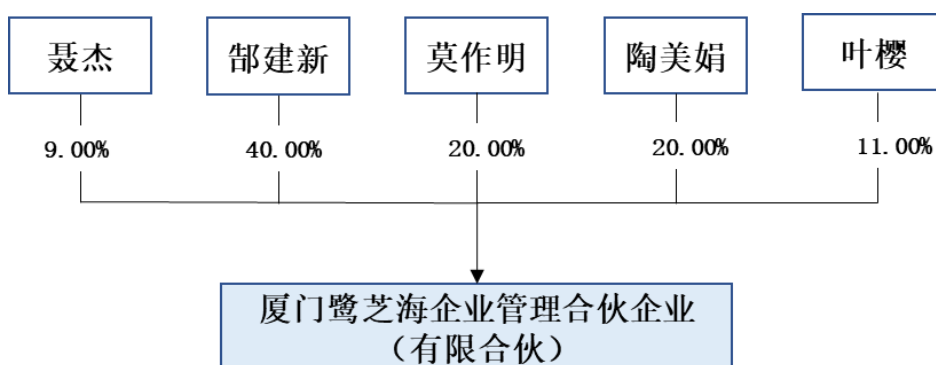 聂杰
郜建新
莫作明
陶美娟
叶樱
9.00%
40.00%
20.00%
20.00%
11.00%
厦门鹭芝海企业管理合伙企业
（有限合伙）